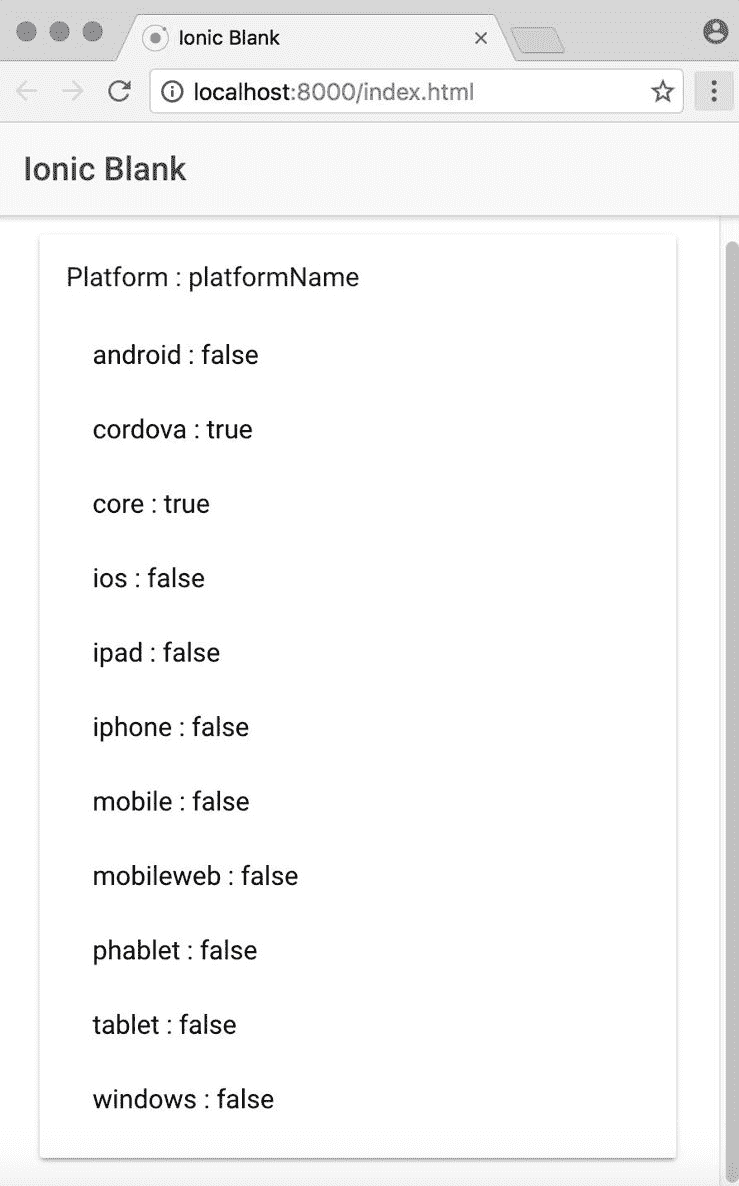 Ionic Blank
localhost:8000/index.html
Ionic Blank
Platform : platformName
android : false
cordova : true
core : true
ios : false
ipad : false
iphone : false
mobile : false
mobileweb : false
phablet : false
tablet : false
windows : false